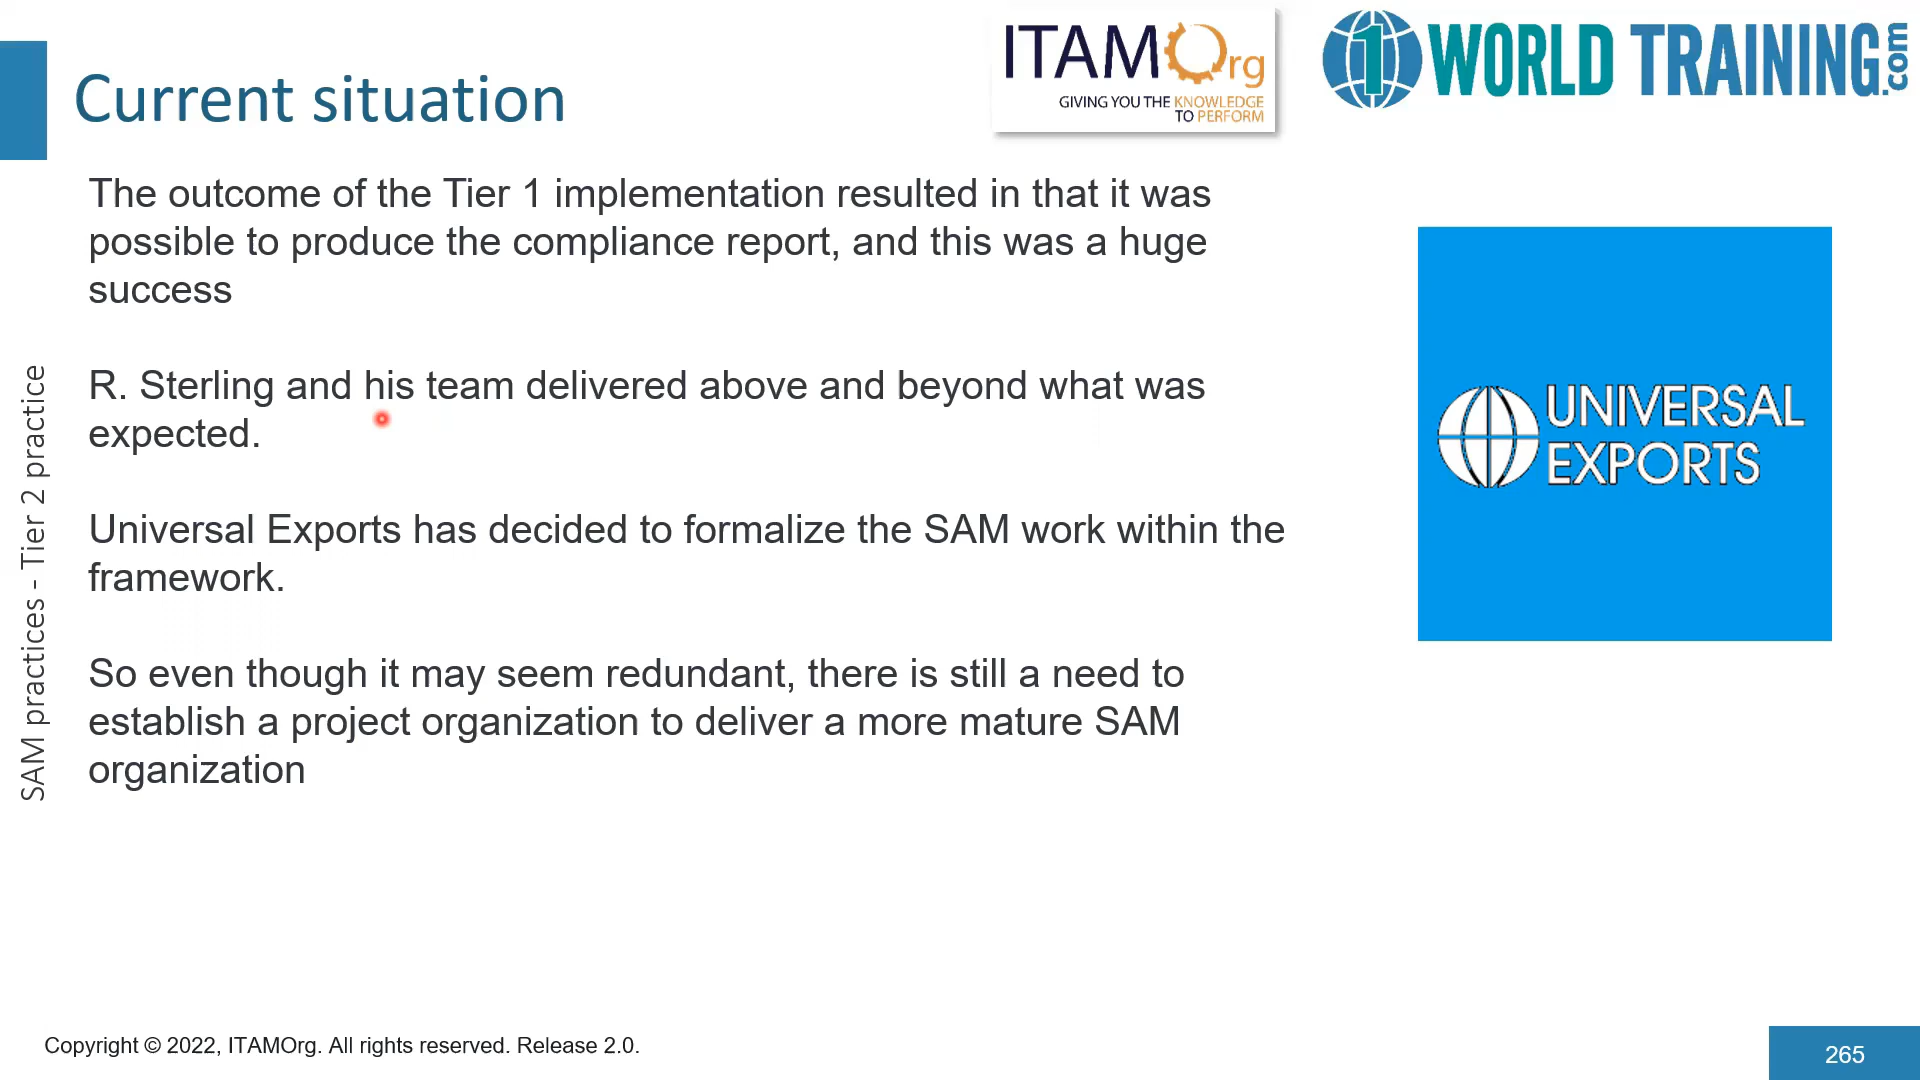 ITAMOrg
GIVING YOU THE KNOWLEDGE
TO PERFORM
1 WORLD TRAINING.com
Current situation
The outcome of the Tier 1 implementation resulted in that it was
possible to produce the compliance report, and this was a huge
success
R. Sterling and his team delivered above and beyond what was
expected.
Universal Exports has decided to formalize the SAM work within the
framework.
So even though it may seem redundant, there is still a need to
establish a project organization to deliver a more mature SAM
organization
UNIVERSAL
EXPORTS
SAM practices - Tier 2 practice
Copyright © 2022, ITAMOrg. All rights reserved. Release 2.0.
265